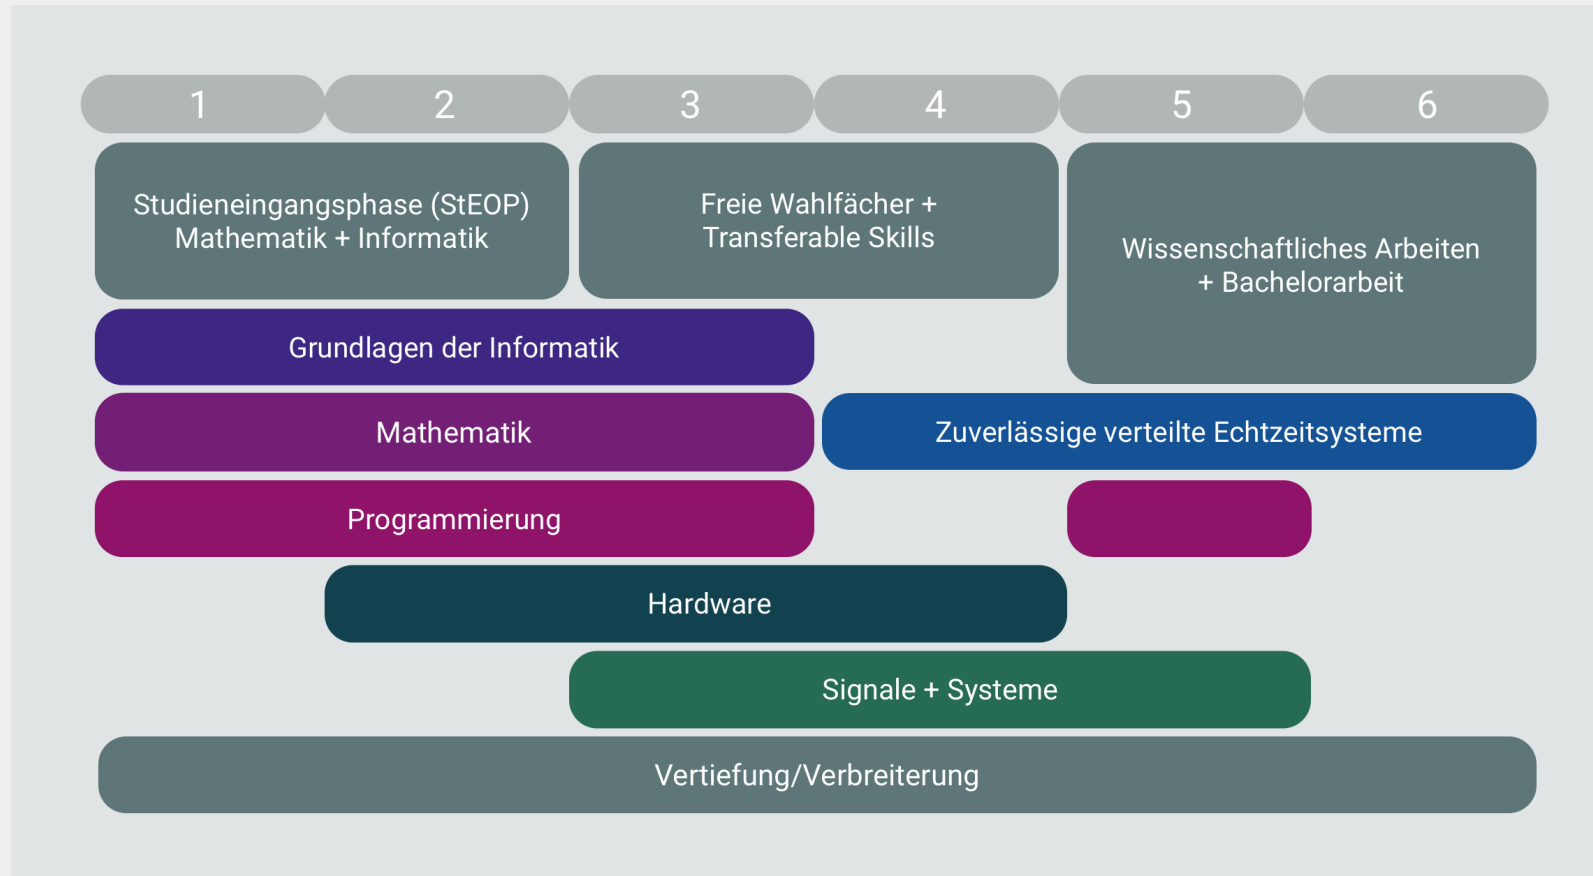 1
2
3
4
5
6
Studieneingangsphase (StEOP)
Mathematik + Informatik
Freie Wahlfächer +
Transferable Skills
Wissenschaftliches Arbeiten
+ Bachelorarbeit
Grundlagen der Informatik
Mathematik
Zuverlässige verteilte Echtzeitsysteme
Programmierung
Hardware
Signale + Systeme
Vertiefung/Verbreiterung